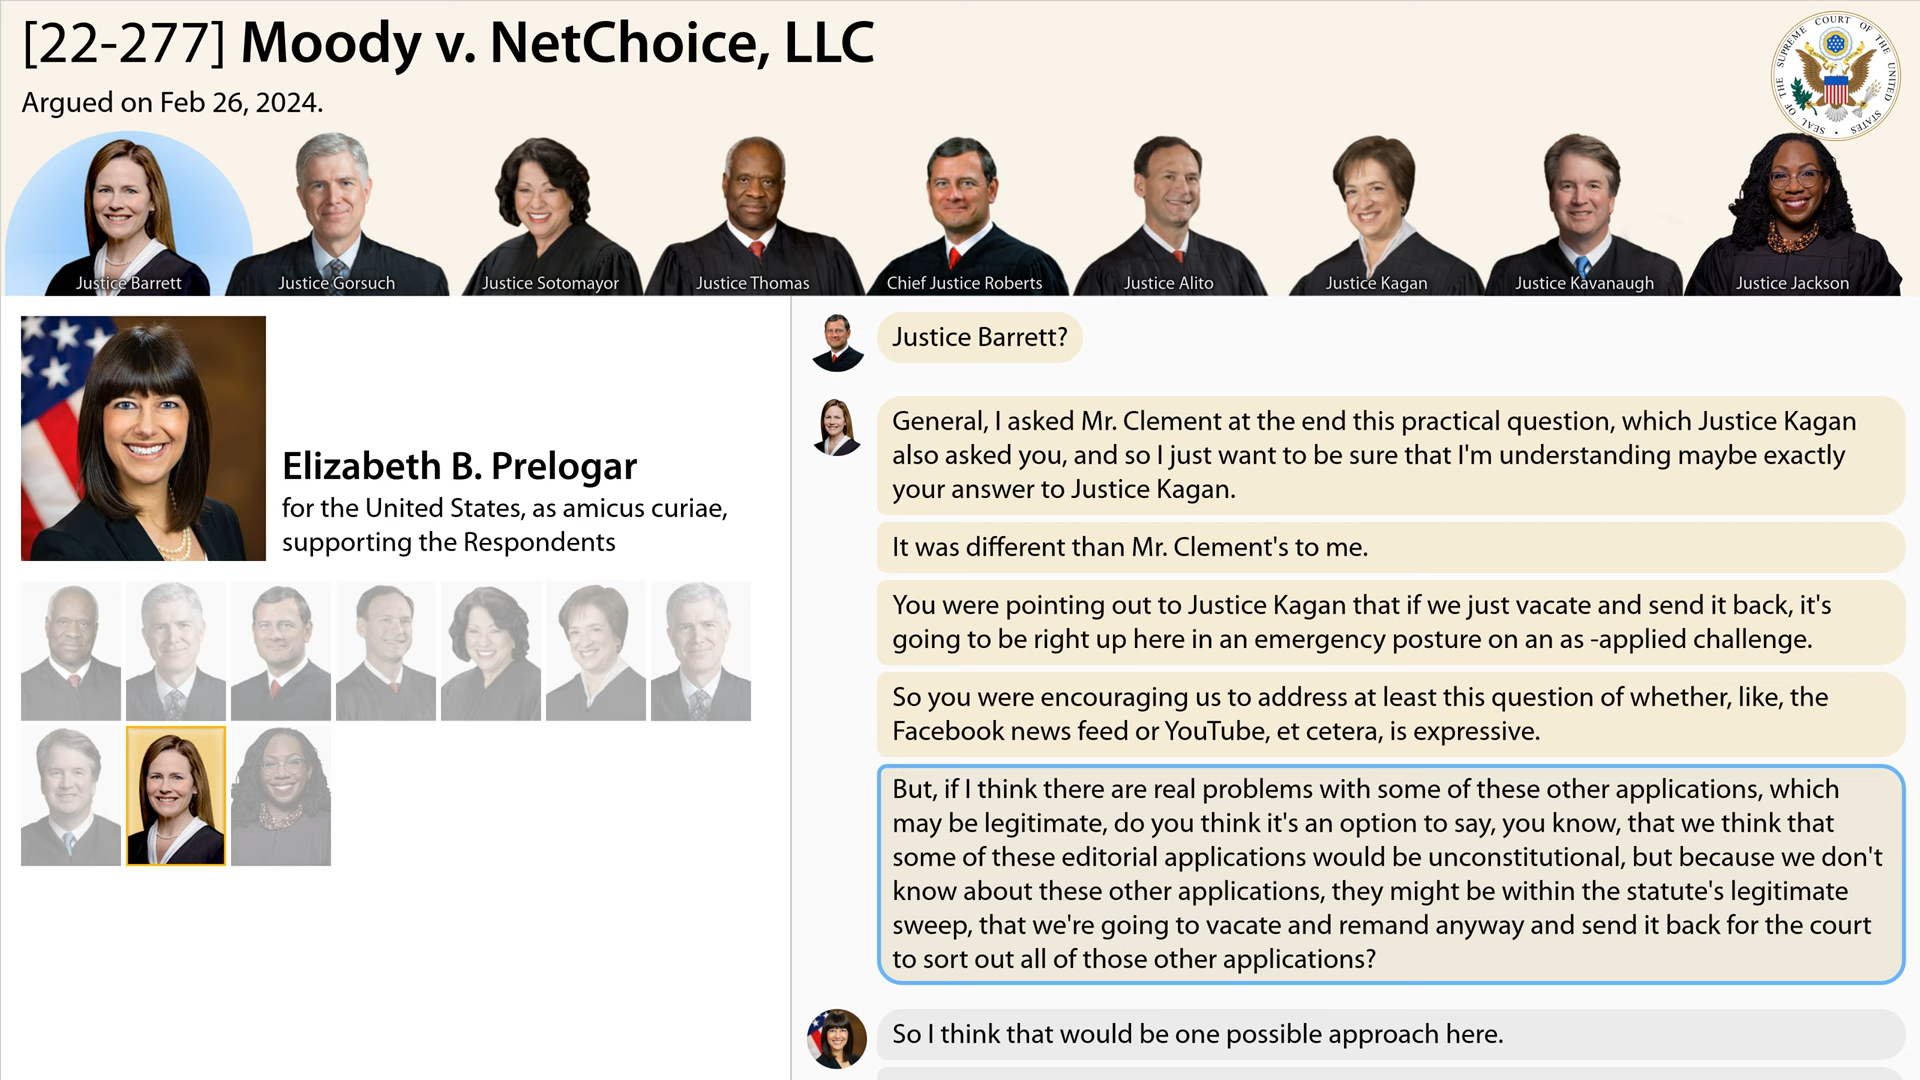 [22-277] Moody v. NetChoice, LLC
Argued on Feb 26, 2024.
SEAL OF THE SUPREME COURT OF THE UNITED STATES
Justice Barrett
Justice Gorsuch
Justice Sotomayor
Justice Thomas
Chief Justice Roberts
Justice Alito
Justice Kagan
Justice Kavanaugh
Justice Jackson
Elizabeth B. Prelogar
for the United States, as amicus curiae,
supporting the Respondents
Justice Barrett?
General, I asked Mr. Clement at the end this practical question, which Justice Kagan
also asked you, and so I just want to be sure that I'm understanding maybe exactly
your answer to Justice Kagan.
It was different than Mr. Clement's to me.
You were pointing out to Justice Kagan that if we just vacate and send it back, it's
going to be right up here in an emergency posture on an as -applied challenge.
So you were encouraging us to address at least this question of whether, like, the
Facebook news feed or YouTube, et cetera, is expressive.
But, if I think there are real problems with some of these other applications, which
may be legitimate, do you think it's an option to say, you know, that we think that
some of these editorial applications would be unconstitutional, but because we don't
know about these other applications, they might be within the statute's legitimate
sweep, that we're going to vacate and remand anyway and send it back for the court
to sort out all of those other applications?
So I think that would be one possible approach here.